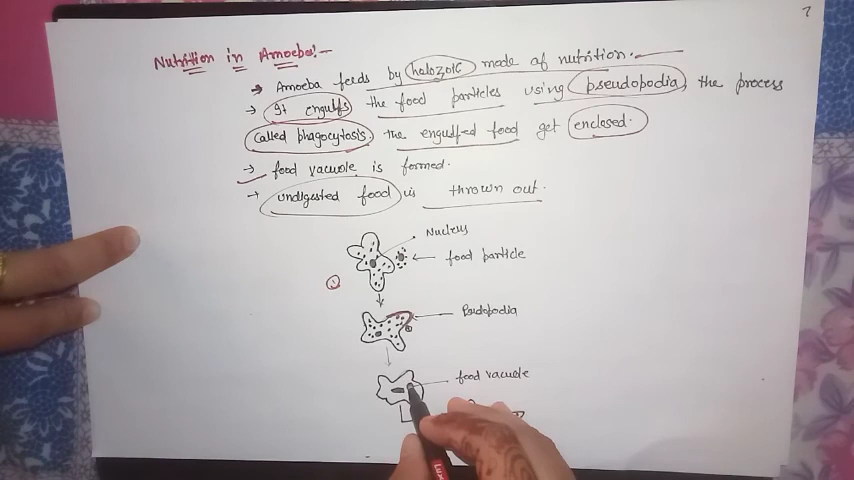 7
Nutrition in Amoeba:-
→ Amoeba feeds by holozoic mode of nutrition.
→ It engulfs the food particles using pseudopodia, the process
called phagocytosis. the engulfed food get enclosed.
→ food vacuole is formed.
→ undigested food is thrown out.
Nucleus
food particle
1
Psudopodia
food vacuole
Lux